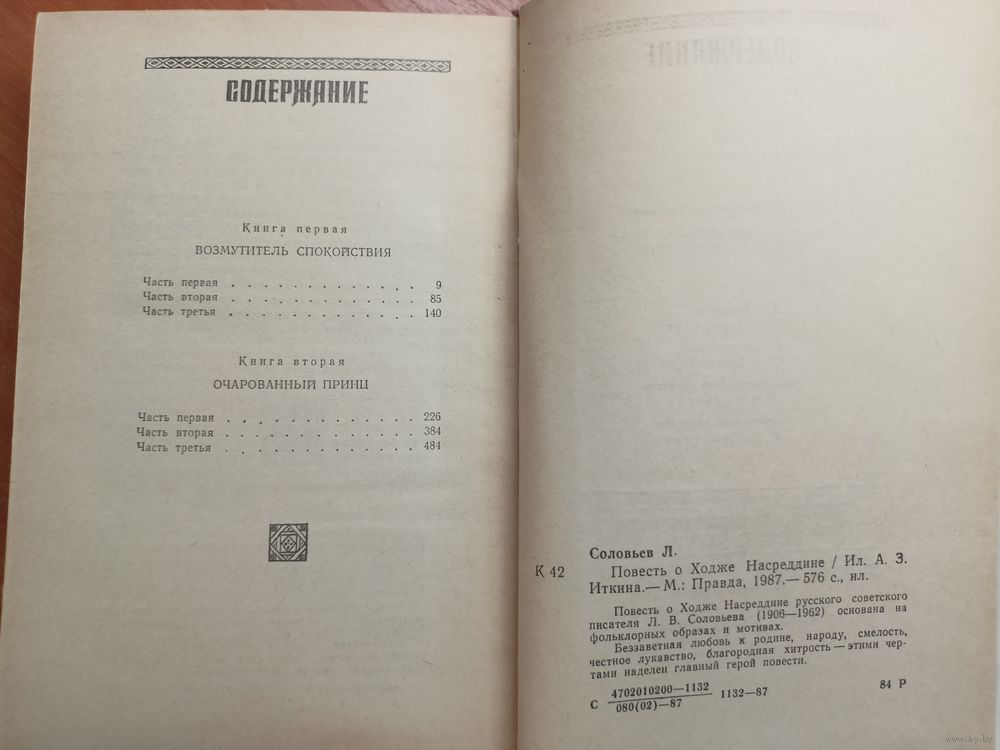 СОДЕРЖАНИЕ
Книга первая
ВОЗМУТИТЕЛЬ СПОКОЙСТВИЯ
Часть первая . . . . . . . . . . . . . 9
Часть вторая . . . . . . . . . . . . . 85
Часть третья . . . . . . . . . . . . . 140
Книга вторая
ОЧАРОВАННЫЙ ПРИНЦ
Часть первая . . . . . . . . . . . . . 226
Часть вторая . . . . . . . . . . . . . 384
Часть третья . . . . . . . . . . . . . 484
Соловьев Л.
К 42 Повесть о Ходже Насреддине / Ил. А. З.
Иткина.— М.: Правда, 1987.— 576 с., ил.
Повесть о Ходже Насреддине русского советского
писателя Л. В. Соловьева (1906—1962) основана на
фольклорных образах и мотивах.
Беззаветная любовь к родине, народу, смелость,
честное лукавство, благородная хитрость — этими чер-
тами наделен главный герой повести.
С 4702010200—1132 1132—87 84 Р
080(02)—87
www.ay.by